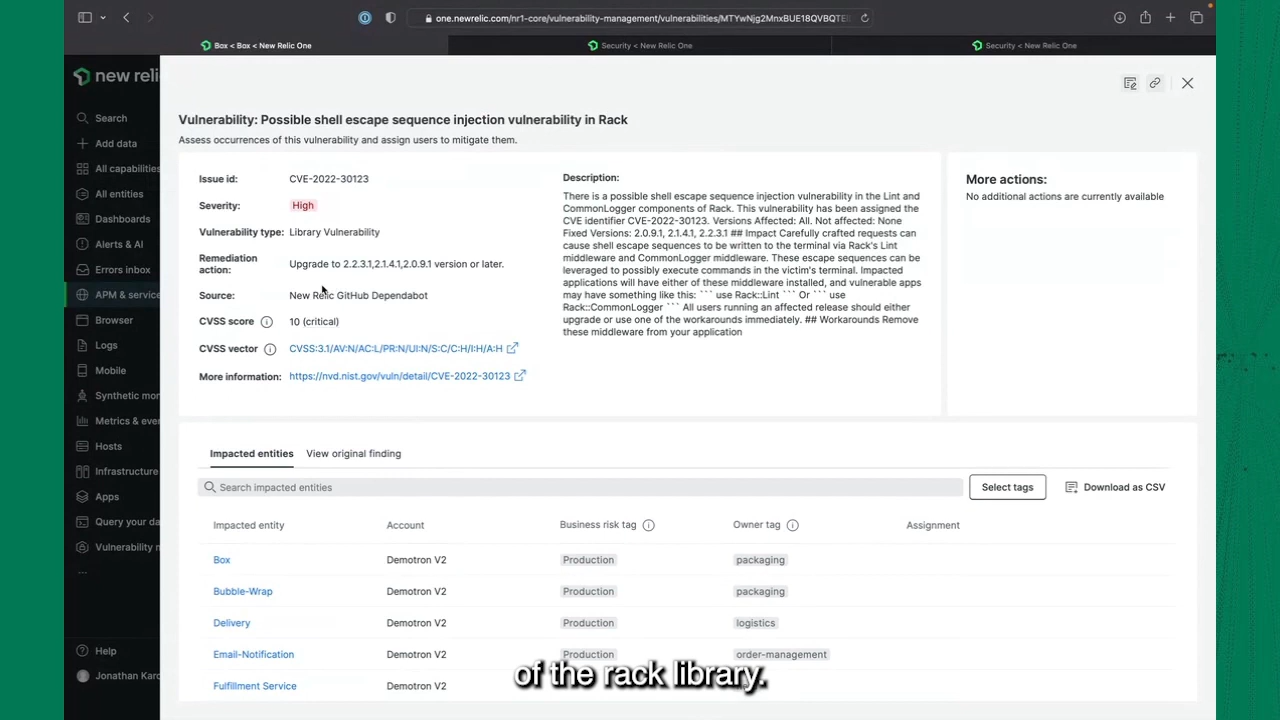 one.newrelic.com/nr1-core/vulnerability-management/vulnerabilities/
Box < Box < New Relic One
Security < New Relic One
Security < New Relic One
new reli
Search
Add data
All capabilities
All entities
Dashboards
Alerts & AI
Errors inbox
APM & service
Browser
Logs
Mobile
Synthetic mon
Metrics & even
Hosts
Infrastructure
Apps
Query your da
Vulnerability m
...
Help
Jonathan Karo
Vulnerability: Possible shell escape sequence injection vulnerability in Rack
Assess occurrences of this vulnerability and assign users to mitigate them.
Issue id: CVE-2022-30123
Severity: High
Vulnerability type: Library Vulnerability
Remediation action: Upgrade to 2.2.3.1,2.1.4.1,2.0.9.1 version or later.
Source: New Relic GitHub Dependabot
CVSS score 10 (critical)
CVSS vector CVSS:3.1/AV:N/AC:L/PR:N/UI:N/S:C/C:H/I:H/A:H
More information: https://nvd.nist.gov/vuln/detail/CVE-2022-30123
Description:
There is a possible shell escape sequence injection vulnerability in the Lint and
CommonLogger components of Rack. This vulnerability has been assigned the
CVE identifier CVE-2022-30123. Versions Affected: All. Not affected: None
Fixed Versions: 2.0.9.1, 2.1.4.1, 2.2.3.1 ## Impact Carefully crafted requests can
cause shell escape sequences to be written to the terminal via Rack's Lint
middleware and CommonLogger middleware. These escape sequences can be
leveraged to possibly execute commands in the victim's terminal. Impacted
applications will have either of these middleware installed, and vulnerable apps
may have something like this: ``` use Rack::Lint ``` Or ``` use
Rack::CommonLogger ``` All users running an affected release should either
upgrade or use one of the workarounds immediately. ## Workarounds Remove
these middleware from your application
More actions:
No additional actions are currently available
Impacted entities View original finding
Search impacted entities
Select tags
Download as CSV
Impacted entity Account Business risk tag Owner tag Assignment
Box Demotron V2 Production packaging
Bubble-Wrap Demotron V2 Production packaging
Delivery Demotron V2 Production logistics
Email-Notification Demotron V2 Production order-management
Fulfillment Service Demotron V2
of the rack library.